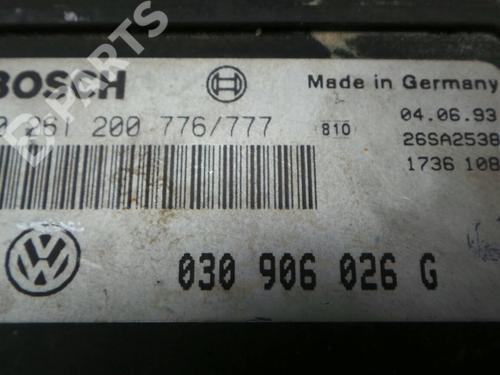 BOSCH
Made in Germany
0 261 200 776/777
810
04.06.93
26SA2538
1736 108
030 906 026 G
B PARTS